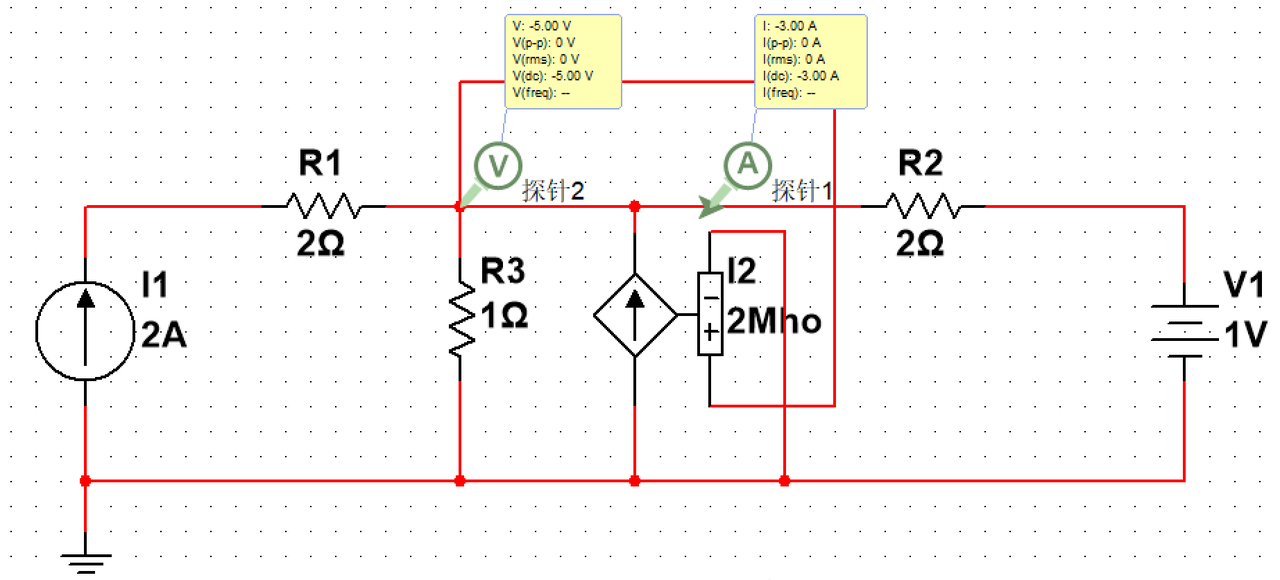 V: -5.00 V
V(p-p): 0 V
V(rms): 0 V
V(dc): -5.00 V
V(freq): --
I: -3.00 A
I(p-p): 0 A
I(rms): 0 A
I(dc): -3.00 A
I(freq): --
V
A
R1
2Ω
探针2
探针1
R2
2Ω
I1
2A
R3
1Ω
I2
2Mho
V1
1V